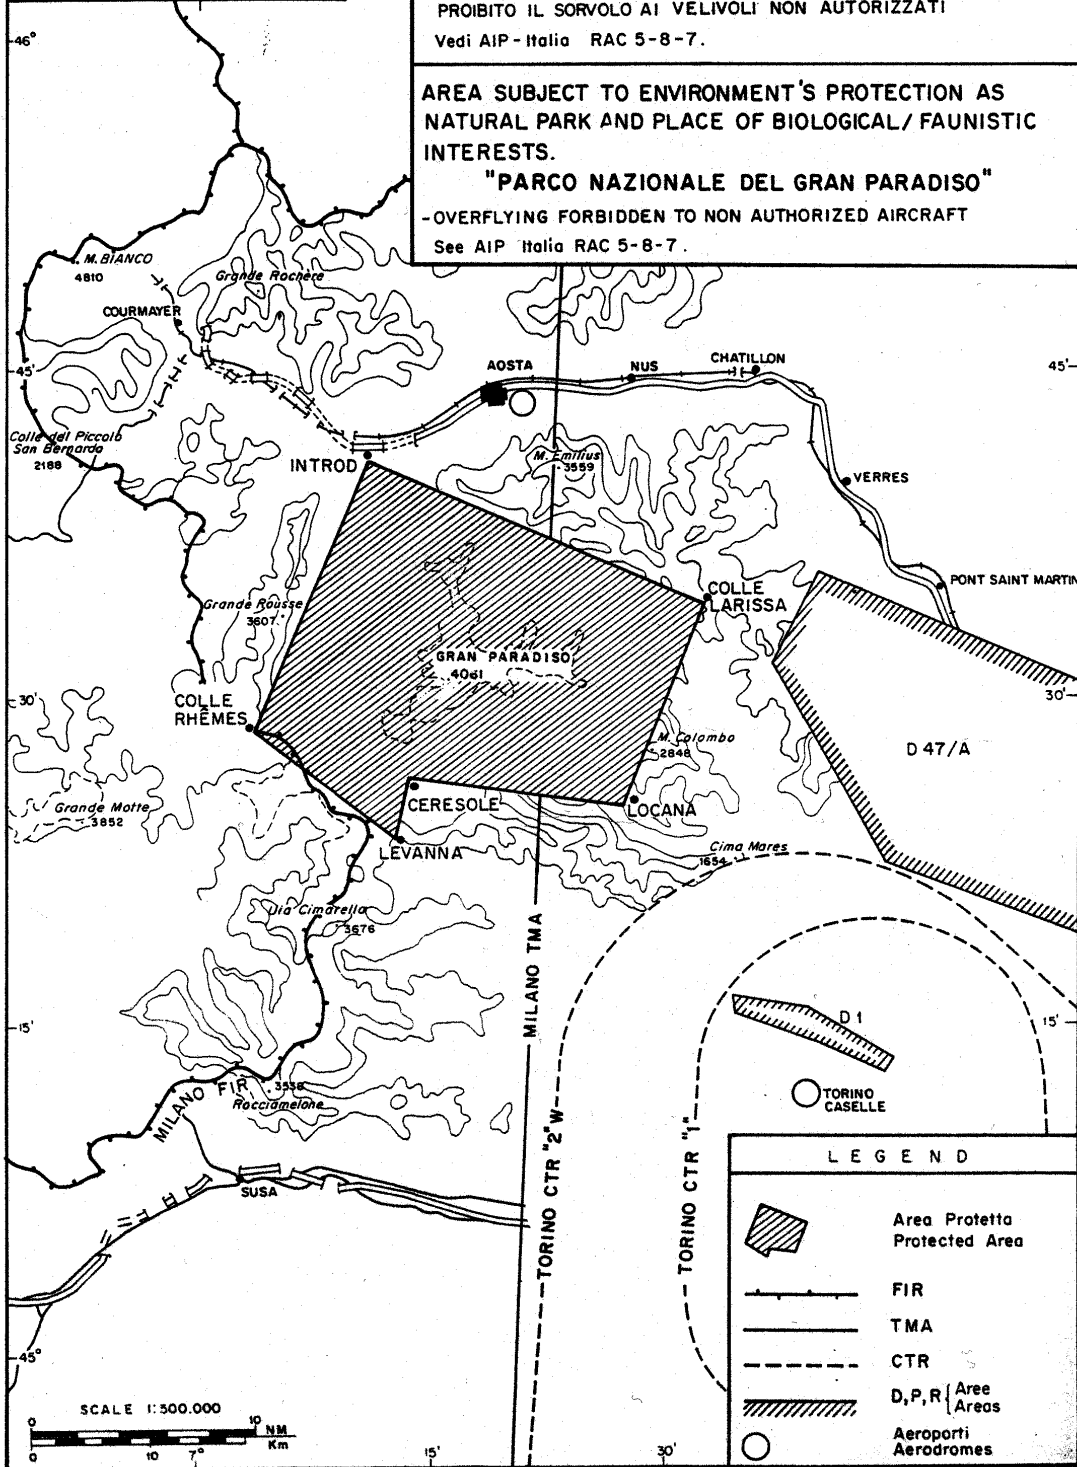 PROIBITO IL SORVOLO AI VELIVOLI NON AUTORIZZATI
Vedi AIP - Italia RAC 5-8-7.
AREA SUBJECT TO ENVIRONMENT'S PROTECTION AS
NATURAL PARK AND PLACE OF BIOLOGICAL/ FAUNISTIC
INTERESTS.
"PARCO NAZIONALE DEL GRAN PARADISO"
-OVERFLYING FORBIDDEN TO NON AUTHORIZED AIRCRAFT
See AIP Italia RAC 5-8-7.
46°
M. BIANCO
4810
Grande Rochère
COURMAYER
45'
AOSTA
NUS
CHATILLON
45'
Colle del Piccolo
San Bernardo
2188
INTROD
M. Emilius
3559
VERRES
PONT SAINT MARTIN
COLLE
LARISSA
Grande Rousse
3607
GRAN PARADISO
4061
30'
COLLE
RHÊMES
30'
D 47/A
M. Colombo
2848
Grande Motte
3852
CERESOLE
LOCANA
LEVANNA
Cima Mares
1654
Uia Cimarella
3676
MILANO TMA
15'
D 1
15'
MILANO FIR
3538
Rocciamelone
TORINO
CASELLE
TORINO CTR "2" W
TORINO CTR "1"
SUSA
LEGEND
Area Protetta
Protected Area
FIR
TMA
CTR
D, P, R { Aree
Areas
Aeroporti
Aerodromes
45°
SCALE 1:500.000
0 10 NM
Km
10 7° 15' 30'